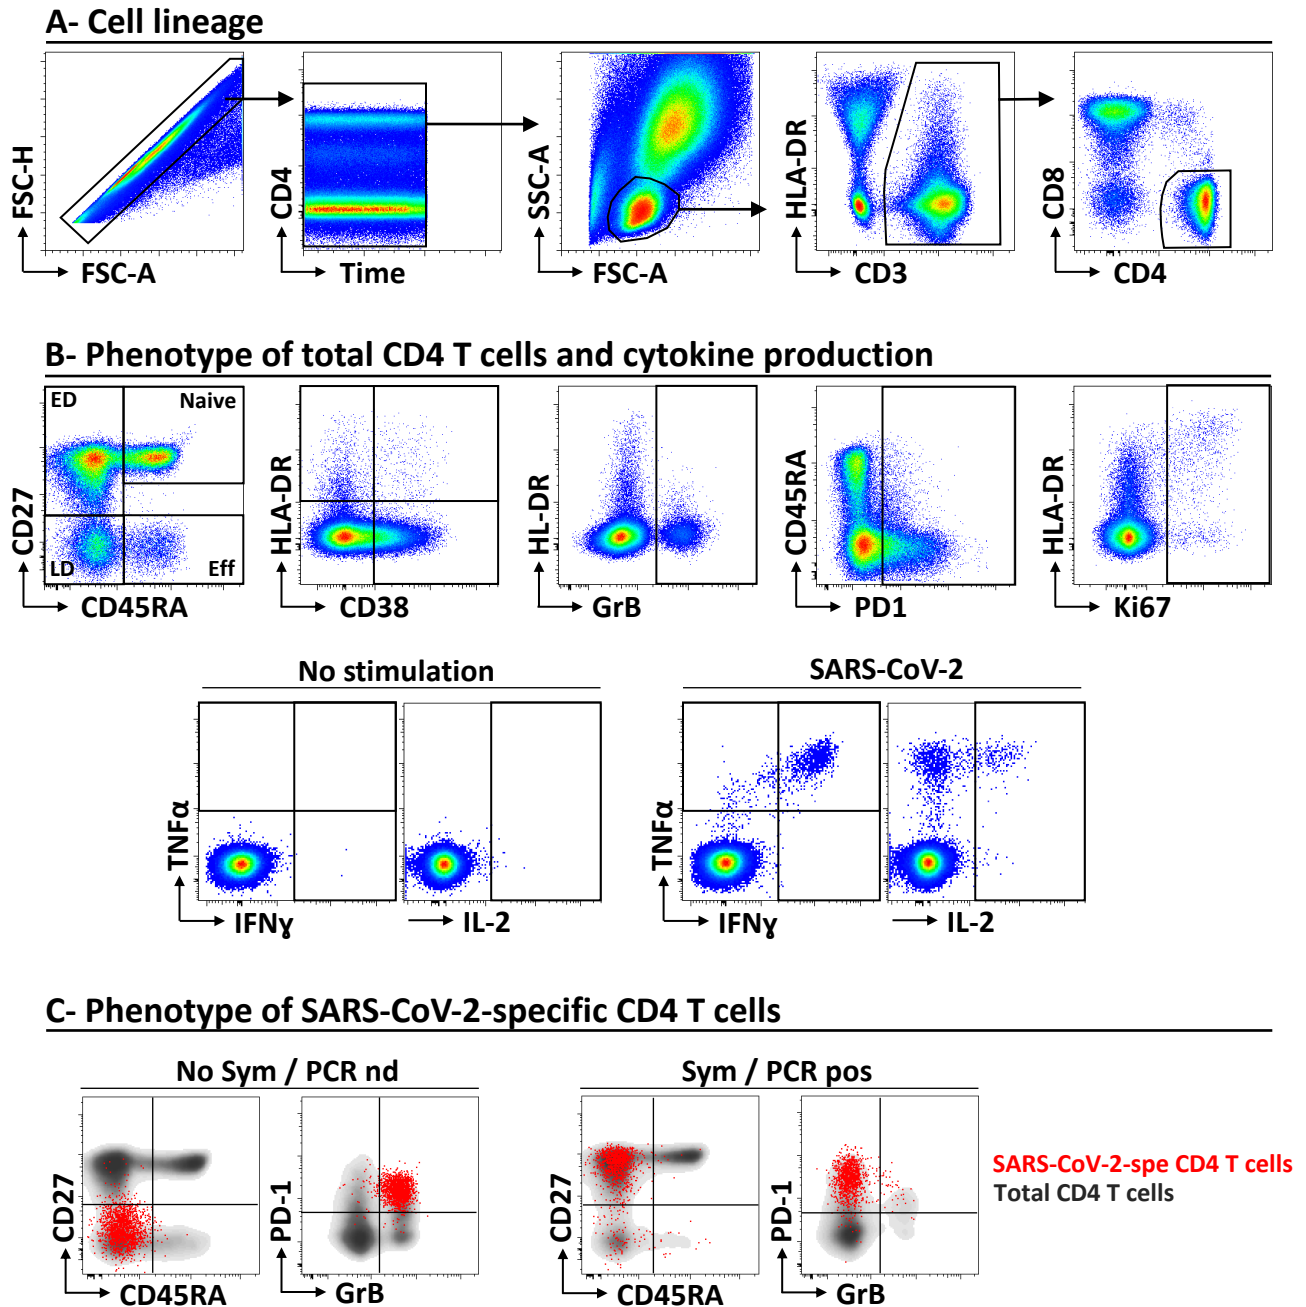 A- Cell lineage
FSC-H
FSC-A
CD4
Time
SSC-A
FSC-A
HLA-DR
CD3
CD8
CD4
B- Phenotype of total CD4 T cells and cytokine production
ED
Naive
LD
Eff
CD27
CD45RA
HLA-DR
CD38
HL-DR
GrB
CD45RA
PD1
HLA-DR
Ki67
No stimulation
SARS-CoV-2
TNFα
IFNɣ
IL-2
TNFα
IFNɣ
IL-2
C- Phenotype of SARS-CoV-2-specific CD4 T cells
No Sym / PCR nd
Sym / PCR pos
CD27
CD45RA
PD-1
GrB
CD27
CD45RA
PD-1
GrB
SARS-CoV-2-spe CD4 T cells
Total CD4 T cells